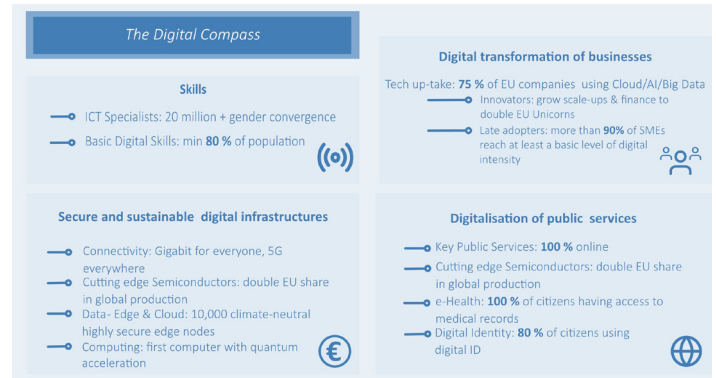 The Digital Compass
Skills
ICT Specialists: 20 million + gender convergence
Basic Digital Skills: min 80 % of population
Digital transformation of businesses
Tech up-take: 75 % of EU companies using Cloud/AI/Big Data
Innovators: grow scale-ups & finance to
double EU Unicorns
Late adopters: more than 90% of SMEs
reach at least a basic level of digital
intensity
Secure and sustainable digital infrastructures
Connectivity: Gigabit for everyone, 5G
everywhere
Cutting edge Semiconductors: double EU share
in global production
Data- Edge & Cloud: 10,000 climate-neutral
highly secure edge nodes
Computing: first computer with quantum
acceleration
€
Digitalisation of public services
Key Public Services: 100 % online
Cutting edge Semiconductors: double EU share
in global production
e-Health: 100 % of citizens having access to
medical records
Digital Identity: 80 % of citizens using
digital ID